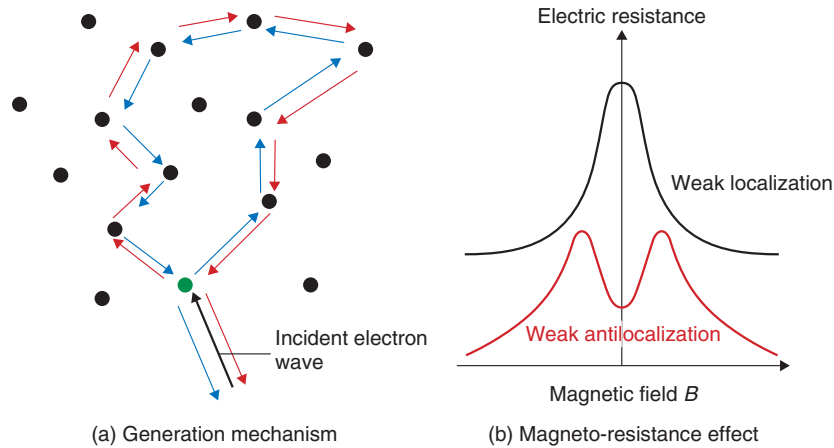 Incident electron
wave
(a) Generation mechanism
Electric resistance
Weak localization
Weak antilocalization
Magnetic field B
(b) Magneto-resistance effect